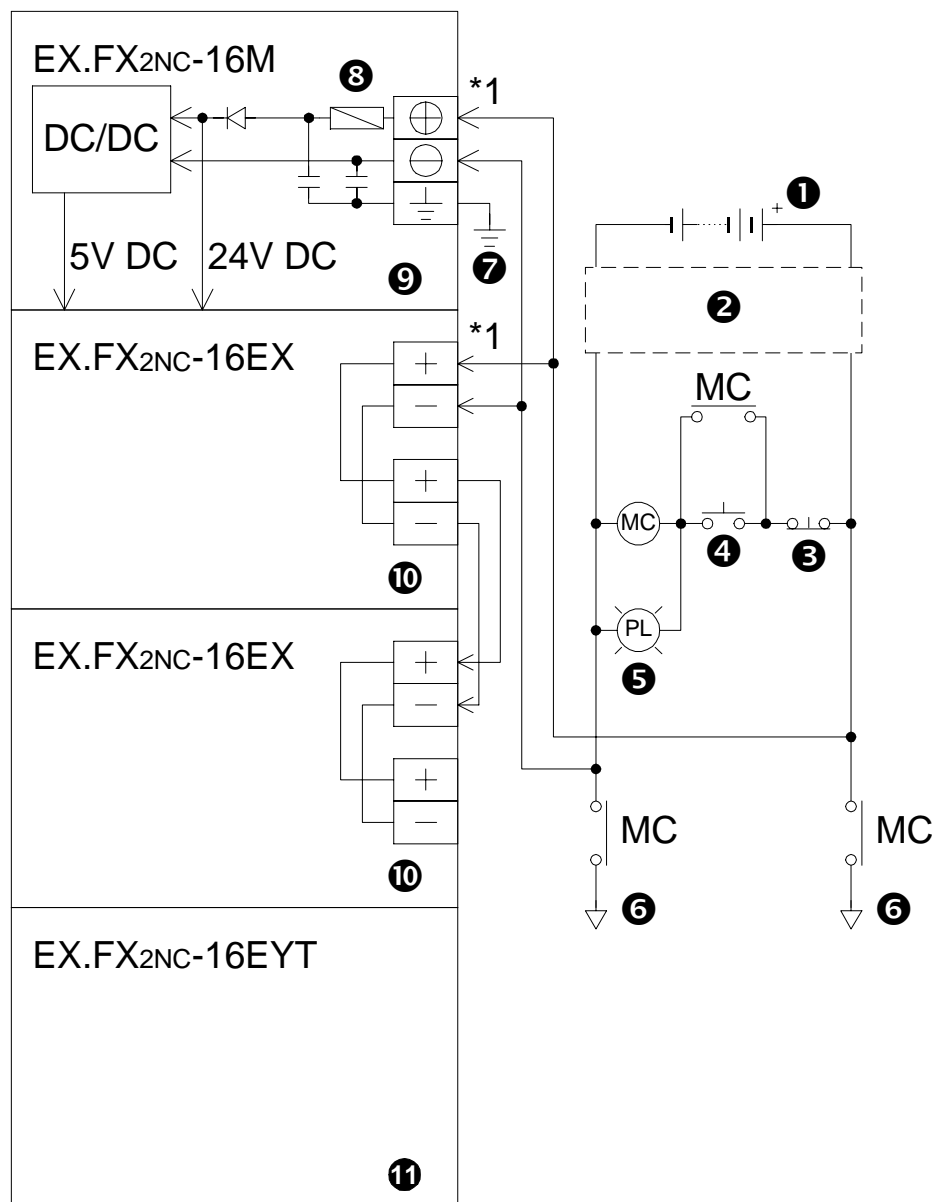 EX.FX2NC-16M
❽
*1
DC/DC
⊕
⊖
5V DC
24V DC
❾
❼
+
❶
❷
EX.FX2NC-16EX
*1
+
−
+
−
❿
MC
MC
❹
❸
PL
❺
EX.FX2NC-16EX
+
−
+
−
❿
MC
MC
❻
❻
EX.FX2NC-16EYT
⓫